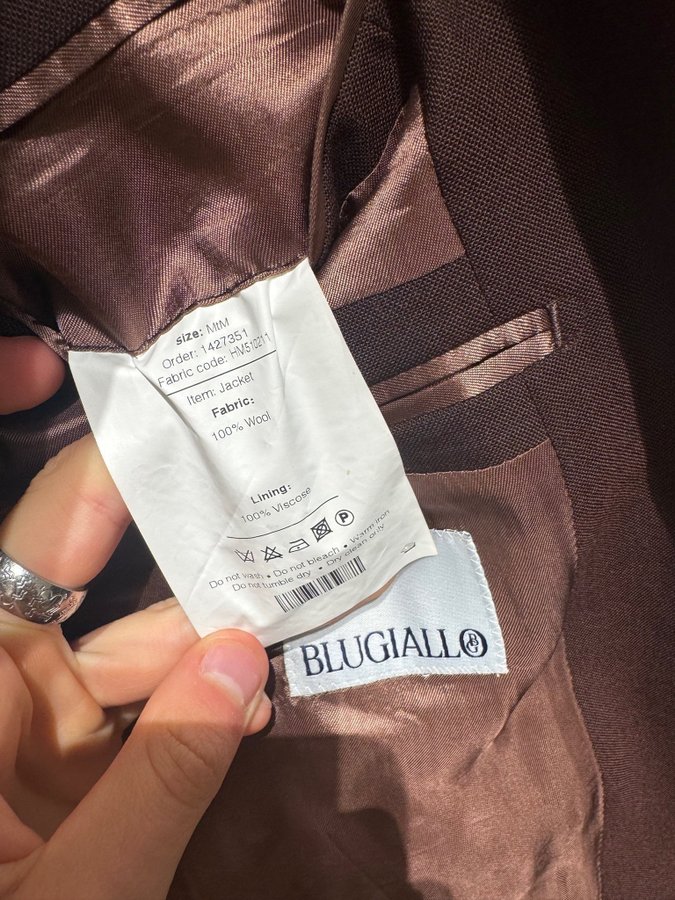 size: MtM
Order: 1427351
Fabric code: HM510211
Item: Jacket
Fabric:
100% Wool
Lining:
100% Viscose
P
Do not wash • Do not bleach • Warm iron
Do not tumble dry • Dry clean only
BLUGIALLO